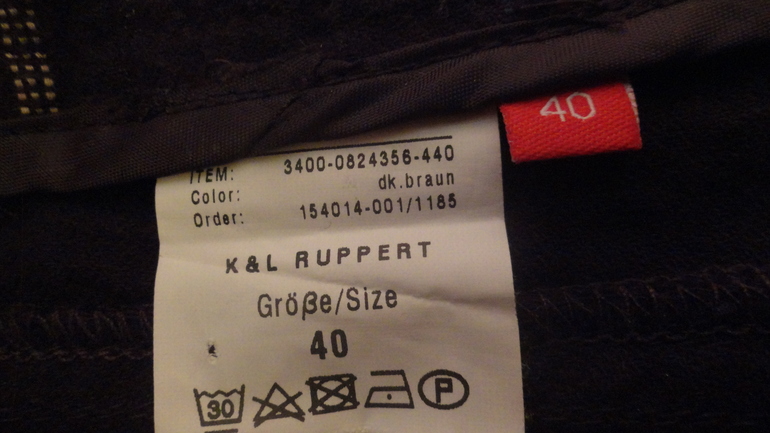 40
ITEM: 3400-0824356-440
Color: dk.braun
Order: 154014-001/1185
K&L RUPPERT
Größe/Size
40
30 P